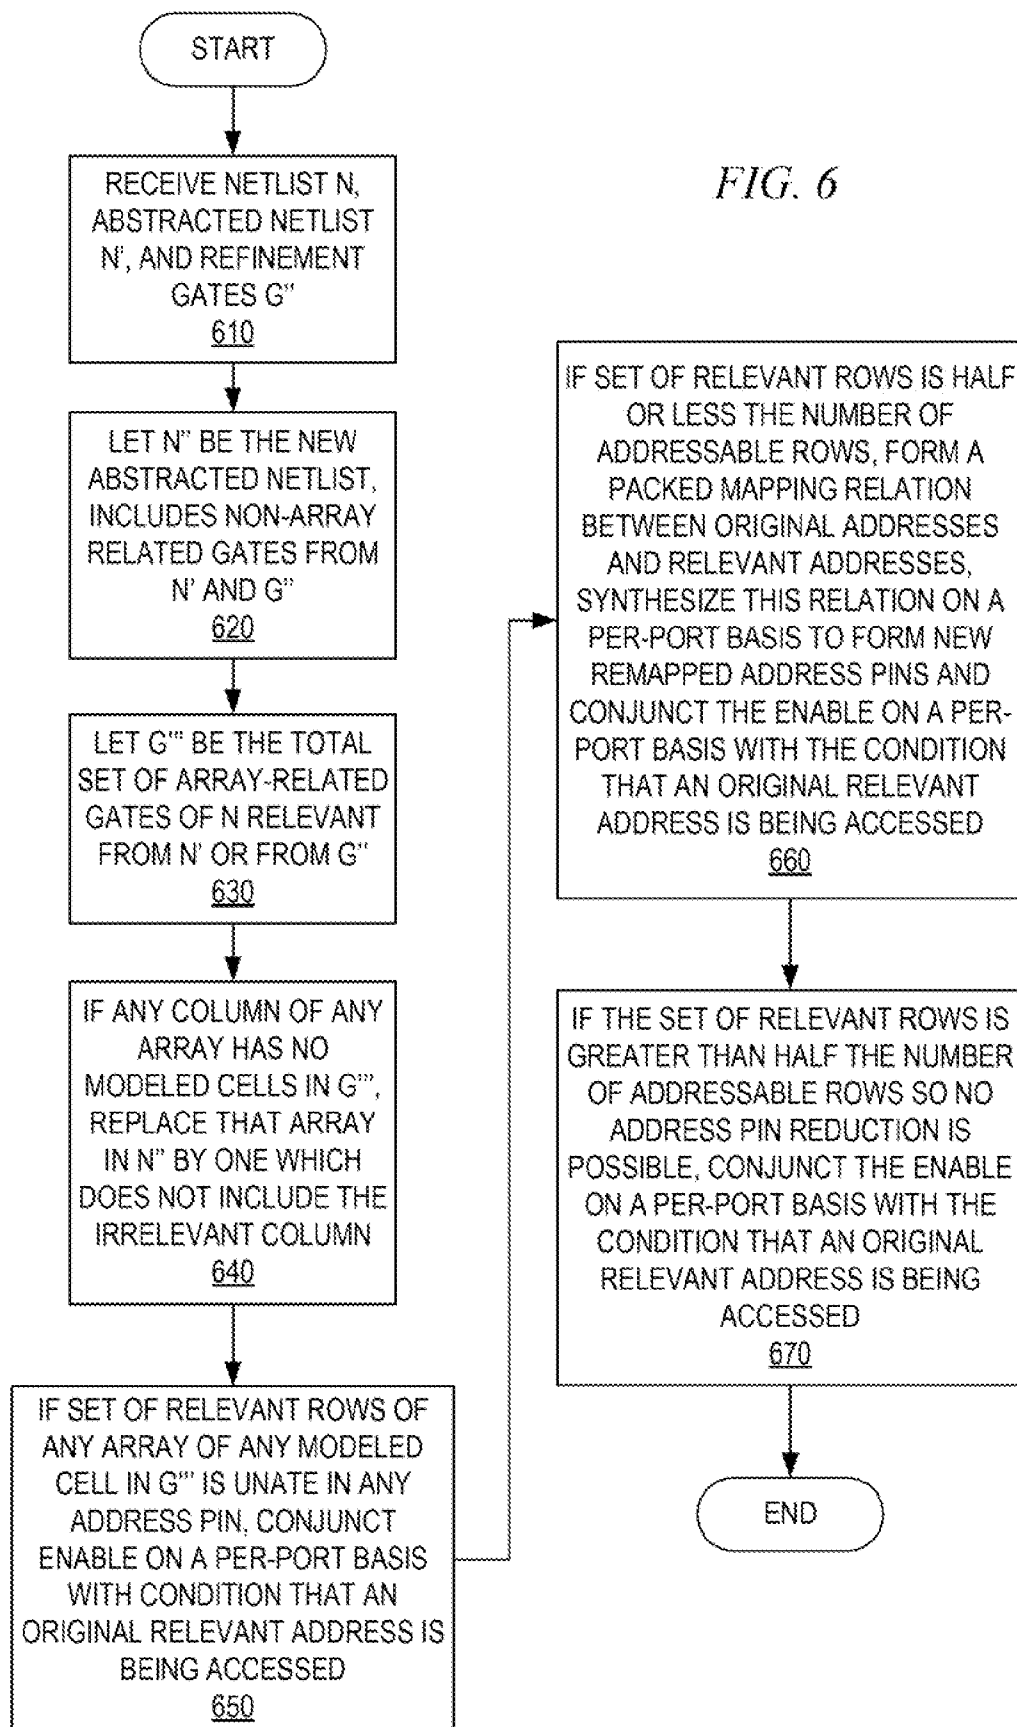 START
FIG. 6
RECEIVE NETLIST N,
ABSTRACTED NETLIST
N', AND REFINEMENT
GATES G''
610
LET N'' BE THE NEW
ABSTRACTED NETLIST,
INCLUDES NON-ARRAY
RELATED GATES FROM
N' AND G''
620
LET G''' BE THE TOTAL
SET OF ARRAY-RELATED
GATES OF N RELEVANT
FROM N' OR FROM G''
630
IF ANY COLUMN OF ANY
ARRAY HAS NO
MODELED CELLS IN G''',
REPLACE THAT ARRAY
IN N'' BY ONE WHICH
DOES NOT INCLUDE THE
IRRELEVANT COLUMN
640
IF SET OF RELEVANT ROWS OF
ANY ARRAY OF ANY MODELED
CELL IN G''' IS UNATE IN ANY
ADDRESS PIN, CONJUNCT
ENABLE ON A PER-PORT BASIS
WITH CONDITION THAT AN
ORIGINAL RELEVANT ADDRESS IS
BEING ACCESSED
650
IF SET OF RELEVANT ROWS IS HALF
OR LESS THE NUMBER OF
ADDRESSABLE ROWS, FORM A
PACKED MAPPING RELATION
BETWEEN ORIGINAL ADDRESSES
AND RELEVANT ADDRESSES,
SYNTHESIZE THIS RELATION ON A
PER-PORT BASIS TO FORM NEW
REMAPPED ADDRESS PINS AND
CONJUNCT THE ENABLE ON A PER-
PORT BASIS WITH THE CONDITION
THAT AN ORIGINAL RELEVANT
ADDRESS IS BEING ACCESSED
660
IF THE SET OF RELEVANT ROWS IS
GREATER THAN HALF THE NUMBER
OF ADDRESSABLE ROWS SO NO
ADDRESS PIN REDUCTION IS
POSSIBLE, CONJUNCT THE ENABLE
ON A PER-PORT BASIS WITH THE
CONDITION THAT AN ORIGINAL
RELEVANT ADDRESS IS BEING
ACCESSED
670
END